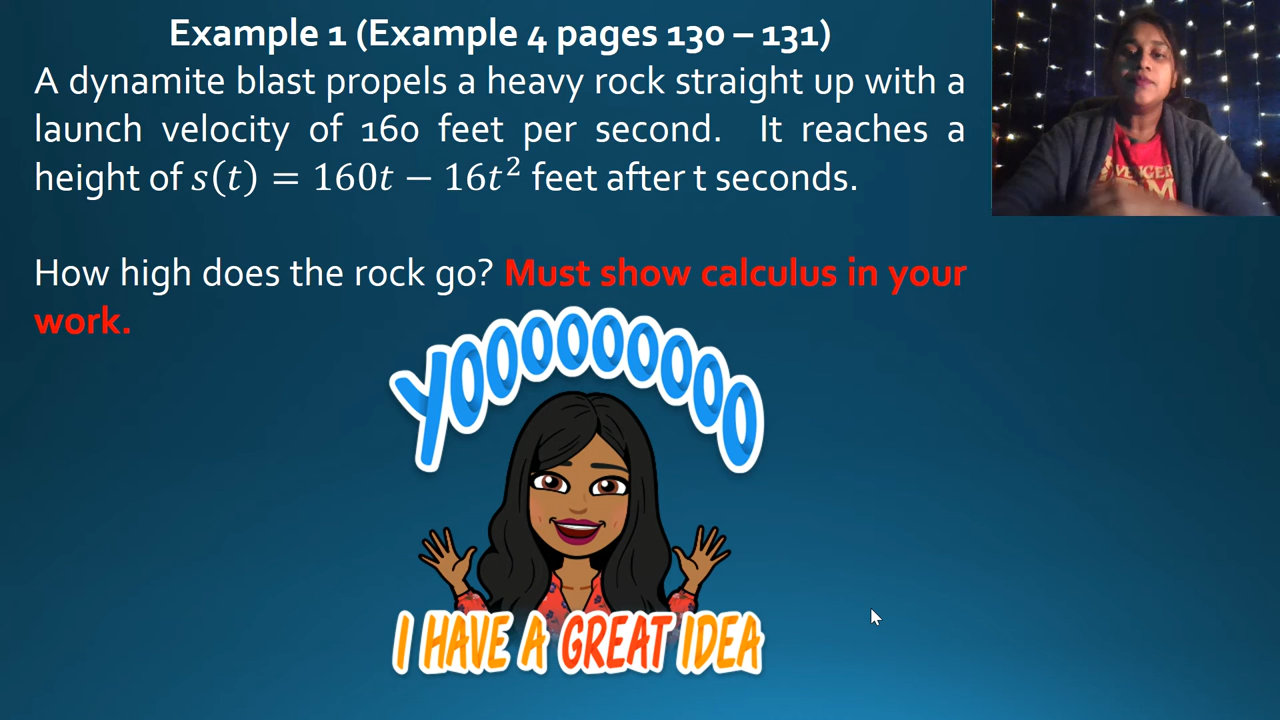 Example 1 (Example 4 pages 130 – 131)
A dynamite blast propels a heavy rock straight up with a
launch velocity of 160 feet per second. It reaches a
height of s(t) = 160t − 16t² feet after t seconds.
How high does the rock go? Must show calculus in your
work.
YOOOOOOOOO
I HAVE A GREAT IDEA